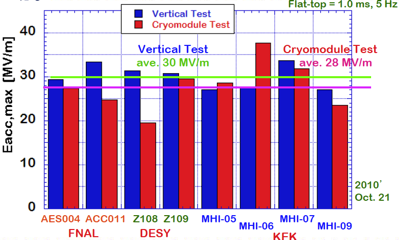 Flat-top = 1.0 ms, 5 Hz
Vertical Test
Cryomodule Test
Vertical Test
ave. 30 MV/m
Cryomodule Test
ave. 28 MV/m
Eacc,max [MV/m]
40
30
20
10
0
2010'
Oct. 21
AES004 ACC011 Z108 Z109 MHI-05 MHI-06 MHI-07 MHI-09
FNAL DESY KEK